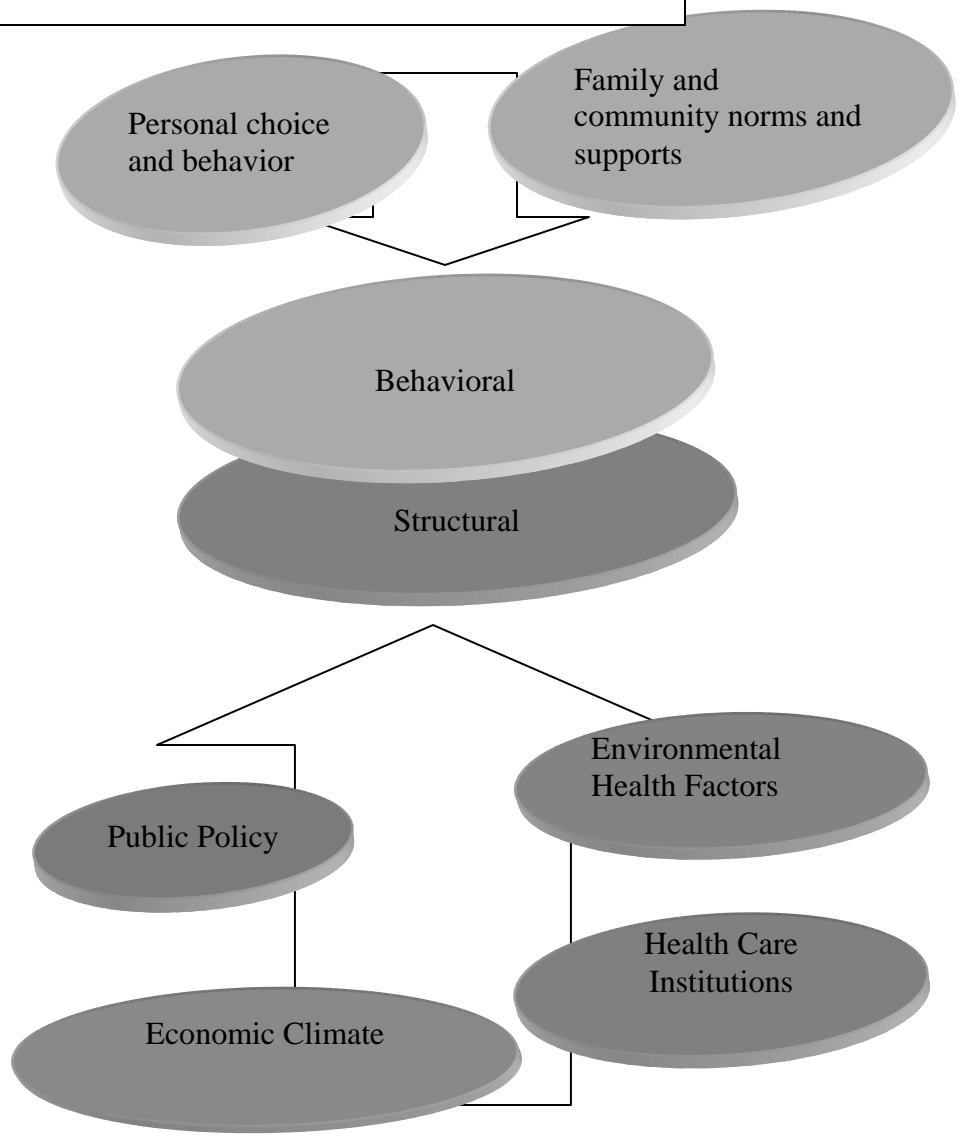 Personal choice
and behavior
Family and
community norms and
supports
Behavioral
Structural
Environmental
Health Factors
Public Policy
Health Care
Institutions
Economic Climate